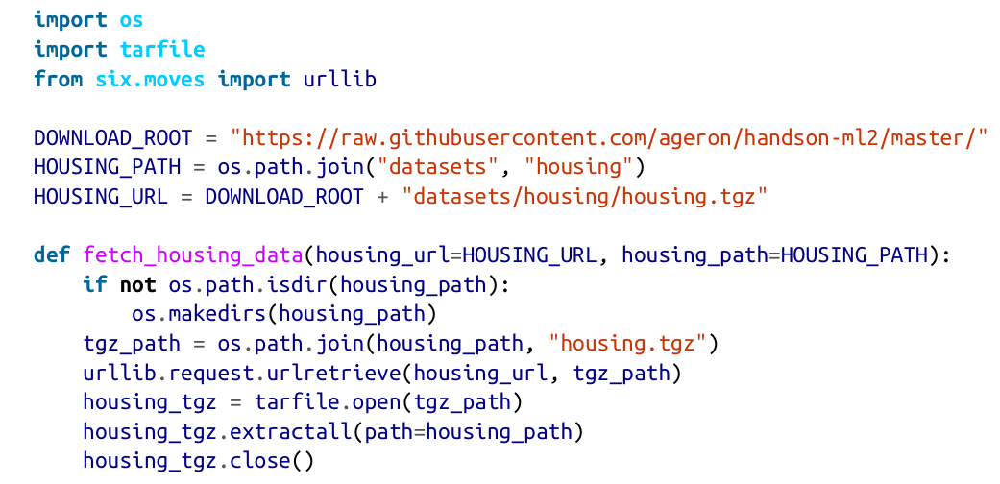 import os
import tarfile
from six.moves import urllib

DOWNLOAD_ROOT = "https://raw.githubusercontent.com/ageron/handson-ml2/master/"
HOUSING_PATH = os.path.join("datasets", "housing")
HOUSING_URL = DOWNLOAD_ROOT + "datasets/housing/housing.tgz"

def fetch_housing_data(housing_url=HOUSING_URL, housing_path=HOUSING_PATH):
    if not os.path.isdir(housing_path):
        os.makedirs(housing_path)
    tgz_path = os.path.join(housing_path, "housing.tgz")
    urllib.request.urlretrieve(housing_url, tgz_path)
    housing_tgz = tarfile.open(tgz_path)
    housing_tgz.extractall(path=housing_path)
    housing_tgz.close()